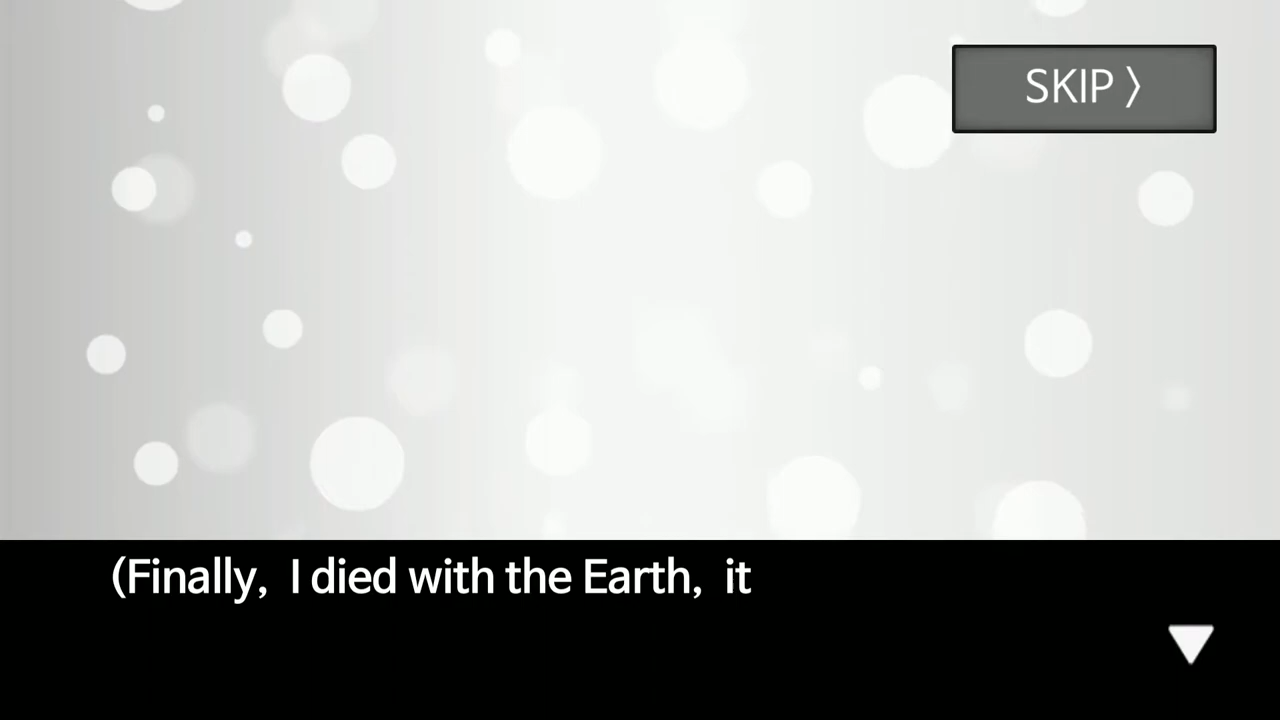 SKIP 〉
(Finally, I died with the Earth, it